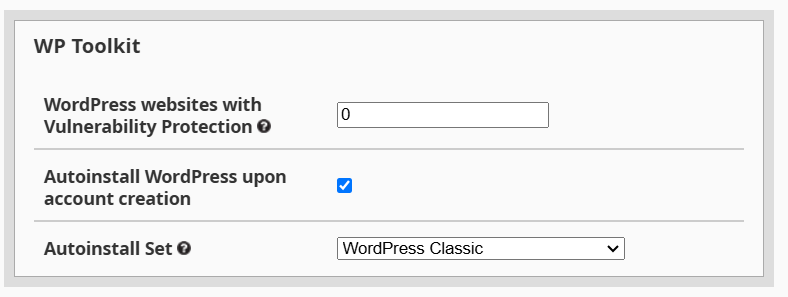 WP Toolkit
WordPress websites with
Vulnerability Protection ?
0
Autoinstall WordPress upon
account creation
Autoinstall Set ?
WordPress Classic